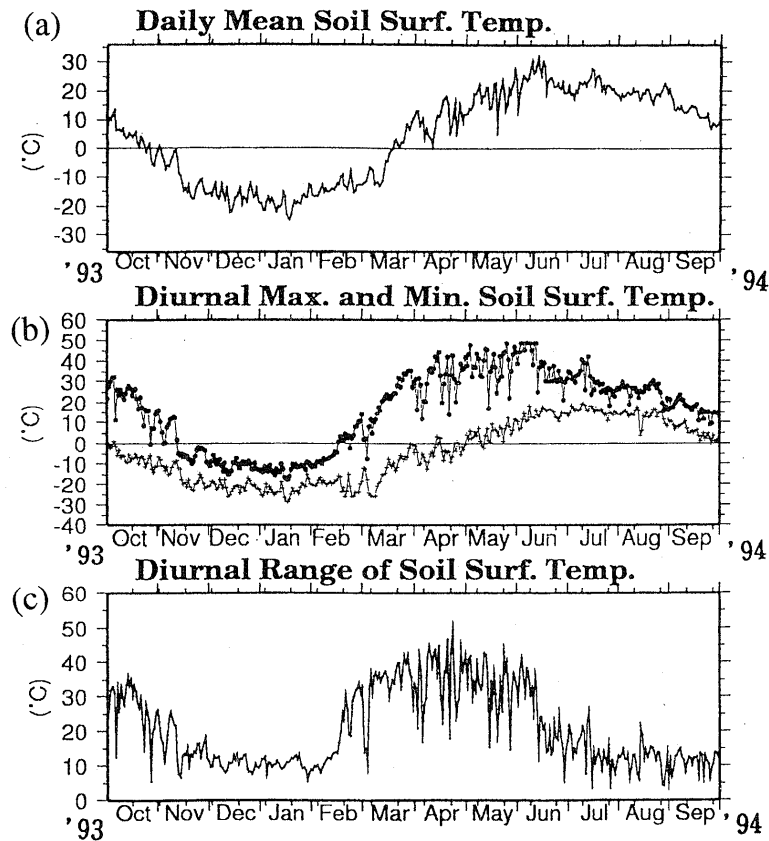 (a) Daily Mean Soil Surf. Temp.
30
20
10
0
-10
-20
-30
(°C)
'93 Oct Nov Dec Jan Feb Mar Apr May Jun Jul Aug Sep '94
(b) Diurnal Max. and Min. Soil Surf. Temp.
60
50
40
30
20
10
0
-10
-20
-30
-40
(°C)
'93 Oct Nov Dec Jan Feb Mar Apr May Jun Jul Aug Sep '94
(c) Diurnal Range of Soil Surf. Temp.
60
50
40
30
20
10
0
(°C)
'93 Oct Nov Dec Jan Feb Mar Apr May Jun Jul Aug Sep '94